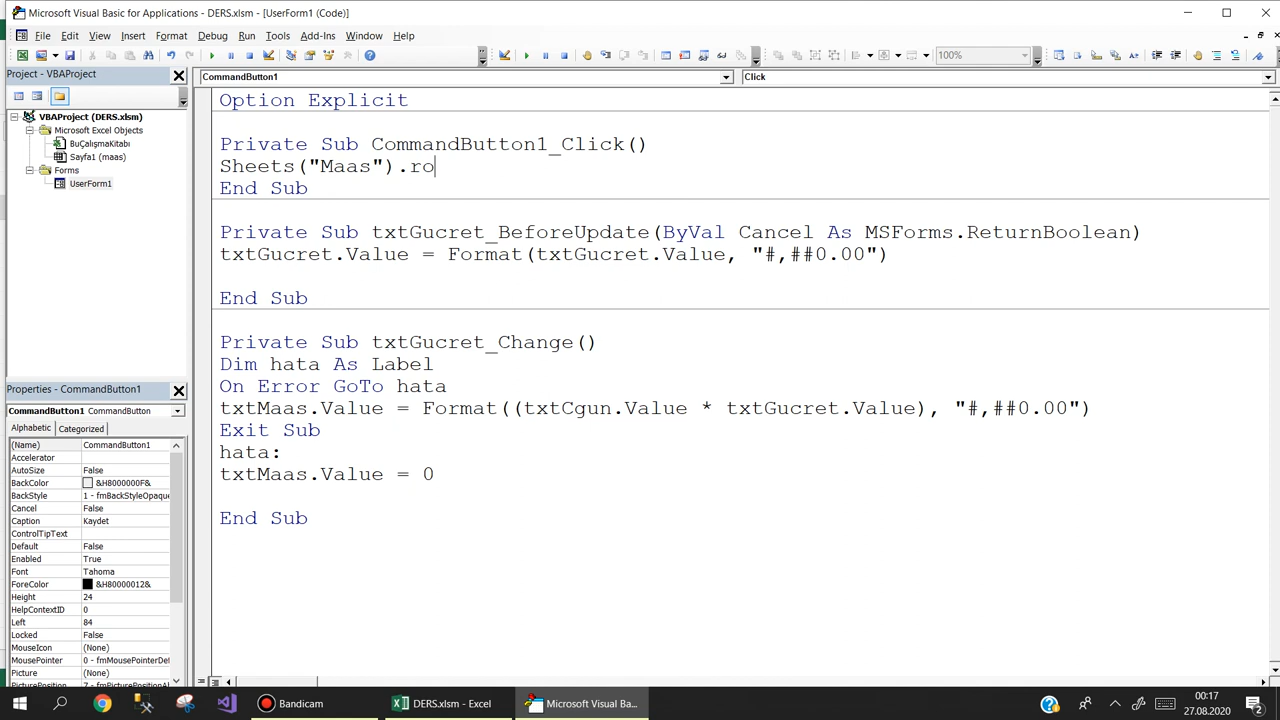 Microsoft Visual Basic for Applications - DERS.xlsm - [UserForm1 (Code)]
File Edit View Insert Format Debug Run Tools Add-Ins Window Help
100%
Project - VBAProject
CommandButton1
Click
VBAProject (DERS.xlsm)
Microsoft Excel Objects
BuÇalışmaKitabı
Sayfa1 (maas)
Forms
UserForm1
Option Explicit
Private Sub CommandButton1_Click()
Sheets("Maas").ro
End Sub
Private Sub txtGucret_BeforeUpdate(ByVal Cancel As MSForms.ReturnBoolean)
txtGucret.Value = Format(txtGucret.Value, "#,##0.00")
End Sub
Private Sub txtGucret_Change()
Dim hata As Label
On Error GoTo hata
txtMaas.Value = Format((txtCgun.Value * txtGucret.Value), "#,##0.00")
Exit Sub
hata:
txtMaas.Value = 0
End Sub
Properties - CommandButton1
CommandButton1 CommandButton
Alphabetic Categorized
(Name) CommandButton1
Accelerator
AutoSize False
BackColor &H8000000F&
BackStyle 1 - fmBackStyleOpaque
Cancel False
Caption Kaydet
ControlTipText
Default False
Enabled True
Font Tahoma
ForeColor &H80000012&
Height 24
HelpContextID 0
Left 84
Locked False
MouseIcon (None)
MousePointer 0 - fmMousePointerDef
Picture (None)
Bandicam
DERS.xlsm - Excel
Microsoft Visual Ba...
00:17
27.08.2020
2